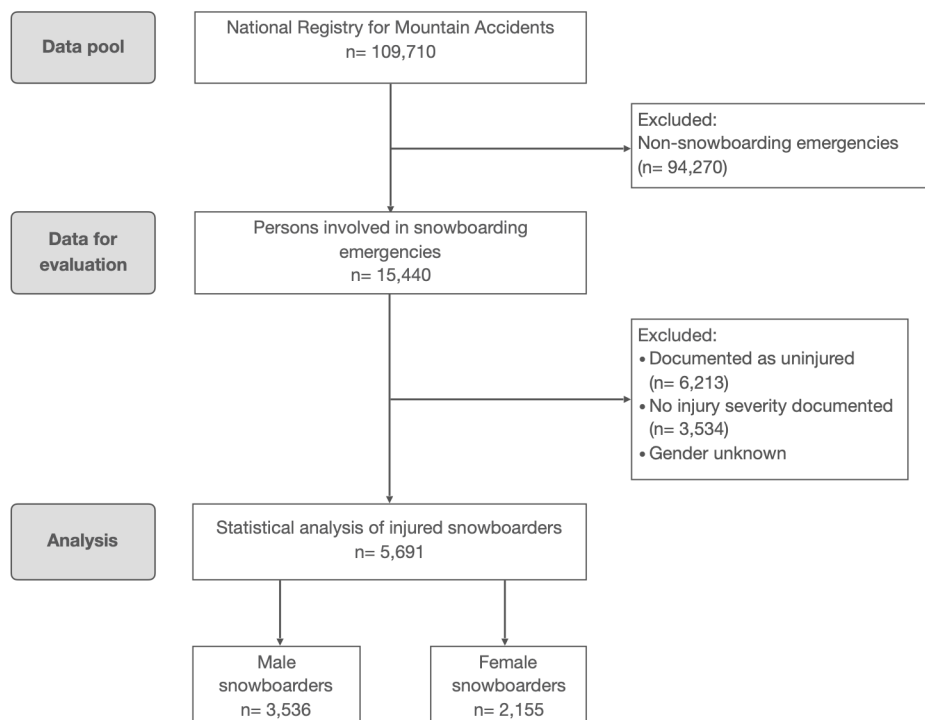 Data pool
National Registry for Mountain Accidents
n= 109,710
Excluded:
Non-snowboarding emergencies
(n= 94,270)
Data for
evaluation
Persons involved in snowboarding
emergencies
n= 15,440
Excluded:
• Documented as uninjured
(n= 6,213)
• No injury severity documented
(n= 3,534)
• Gender unknown
Analysis
Statistical analysis of injured snowboarders
n= 5,691
Male
snowboarders
n= 3,536
Female
snowboarders
n= 2,155